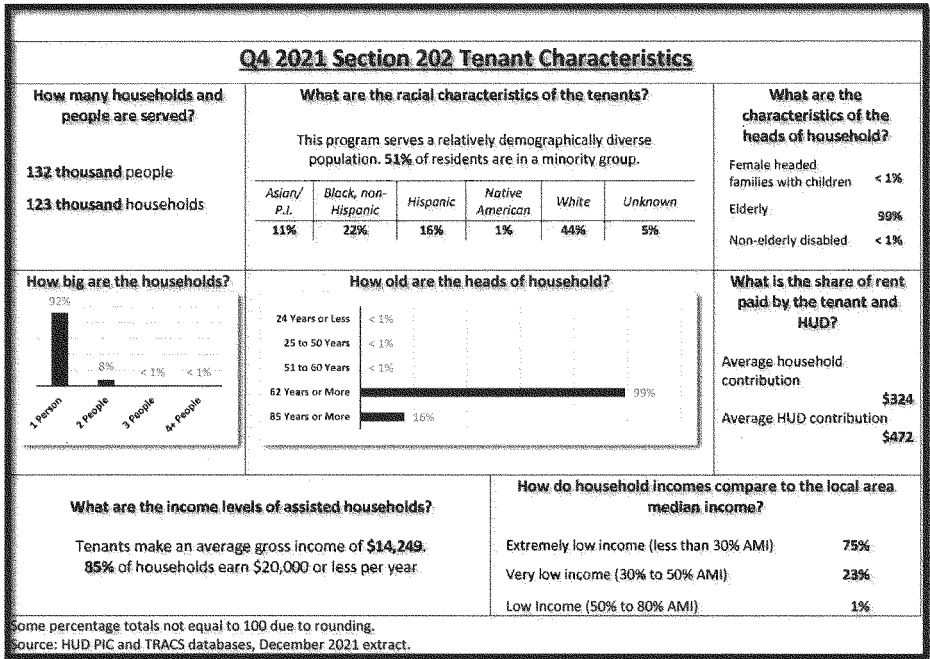 Q4 2021 Section 202 Tenant Characteristics
How many households and
people are served?
132 thousand people
123 thousand households
What are the racial characteristics of the tenants?
This program serves a relatively demographically diverse
population. 51% of residents are in a minority group.
Asian/ P.I. Black, non-Hispanic Hispanic Native American White Unknown
11% 22% 16% 1% 44% 5%
What are the
characteristics of the
heads of household?
Female headed
families with children < 1%
Elderly 99%
Non-elderly disabled < 1%
How big are the households?
92%
8% < 1% < 1%
1 Person 2 People 3 People 4+ People
How old are the heads of household?
24 Years or Less < 1%
25 to 50 Years < 1%
51 to 60 Years < 1%
62 Years or More 99%
85 Years or More 16%
What is the share of rent
paid by the tenant and
HUD?
Average household
contribution
$324
Average HUD contribution
$472
What are the income levels of assisted households?
Tenants make an average gross income of $14,249.
85% of households earn $20,000 or less per year
How do household incomes compare to the local area
median income?
Extremely low income (less than 30% AMI) 75%
Very low income (30% to 50% AMI) 23%
Low Income (50% to 80% AMI) 1%
Some percentage totals not equal to 100 due to rounding.
Source: HUD PIC and TRACS databases, December 2021 extract.